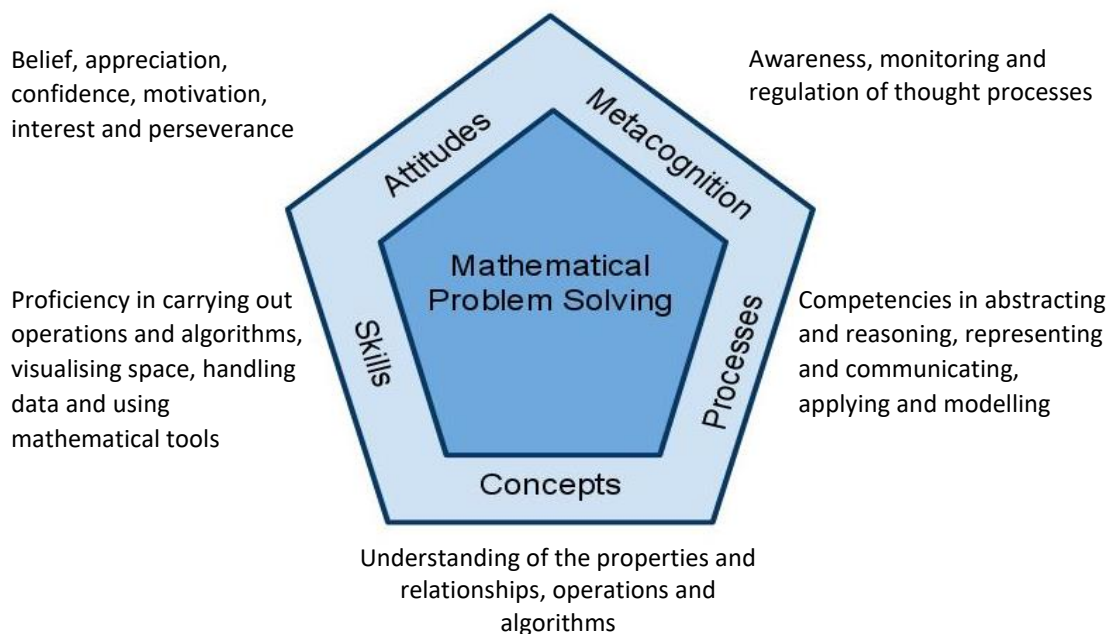 Belief, appreciation,
confidence, motivation,
interest and perseverance
Awareness, monitoring and
regulation of thought processes
Attitudes
Metacognition
Mathematical
Problem Solving
Proficiency in carrying out
operations and algorithms,
visualising space, handling
data and using
mathematical tools
Skills
Processes
Competencies in abstracting
and reasoning, representing
and communicating,
applying and modelling
Concepts
Understanding of the properties and
relationships, operations and
algorithms